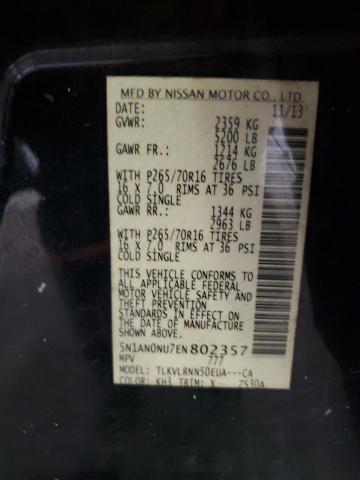 MFD BY NISSAN MOTOR CO., LTD
DATE: 11/13
GVWR: 2359 KG
5200 LB
GAWR FR.: 1214 KG
2676 LB
WITH P265/70R16 TIRES
16 X 7.0 RIMS AT 36 PSI
COLD SINGLE
GAWR RR.: 1344 KG
2963 LB
WITH P265/70R16 TIRES
16 X 7.0 RIMS AT 36 PSI
COLD SINGLE
THIS VEHICLE CONFORMS TO
ALL APPLICABLE FEDERAL
MOTOR VEHICLE SAFETY AND
THEFT PREVENTION
STANDARDS IN EFFECT ON
THE DATE OF MANUFACTURE
SHOWN ABOVE.
5N1AN0NU7EN802357
MPV 777
MODEL: TLKVLRNN50EUA---CA
COLOR: KH3 TRIM: X- ZS30A